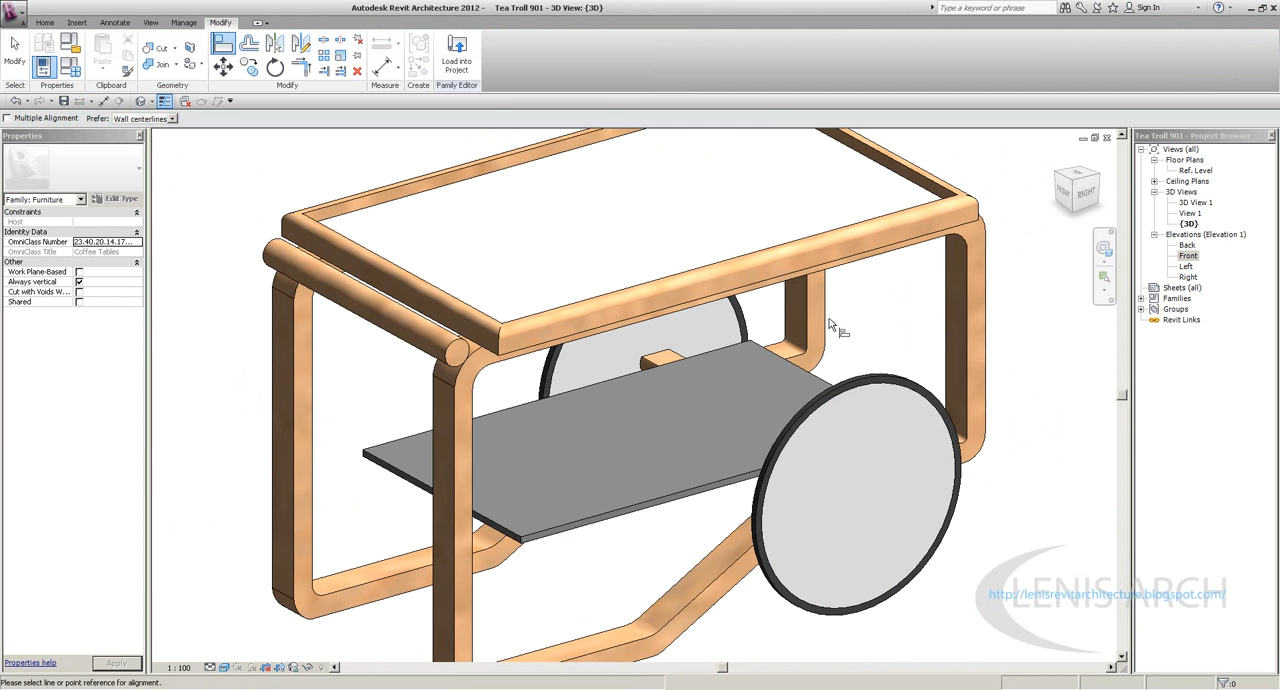 Autodesk Revit Architecture 2012 - Tea Troll 901 - 3D View: {3D}
Type a keyword or phrase
Sign In
Home Insert Annotate View Manage Modify
Modify
Paste
Cut
Join
Load into
Project
Select Properties Clipboard Geometry Modify Measure Create Family Editor
Multiple Alignment Prefer: Wall centerlines
Properties
Family: Furniture
Edit Type
Constraints
Host
Identity Data
OmniClass Number 23.40.20.14.17...
OmniClass Title Coffee Tables
Other
Work Plane-Based
Always vertical
Cut with Voids W...
Shared
Properties help
Apply
FRONT RIGHT
Tea Troll 901 - Project Browser
Views (all)
Floor Plans
Ref. Level
Ceiling Plans
3D Views
3D View 1
View 1
{3D}
Elevations (Elevation 1)
Back
Front
Left
Right
Sheets (all)
Families
Groups
Revit Links
LENIS ARCH
http://lenisrevitarchitecture.blogspot.com/
1 : 100
Please select line or point reference for alignment.
:0